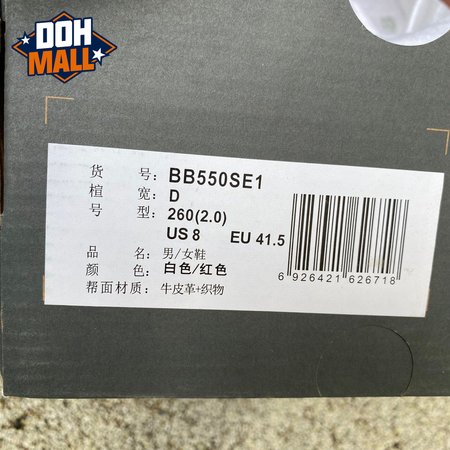 DOH
MALL
货 号: BB550SE1
楦 宽: D
号 型: 260(2.0)
US 8 EU 41.5
品 名: 男/女鞋
颜 色: 白色/红色
帮面材质: 牛皮革+织物
6 926421 626718